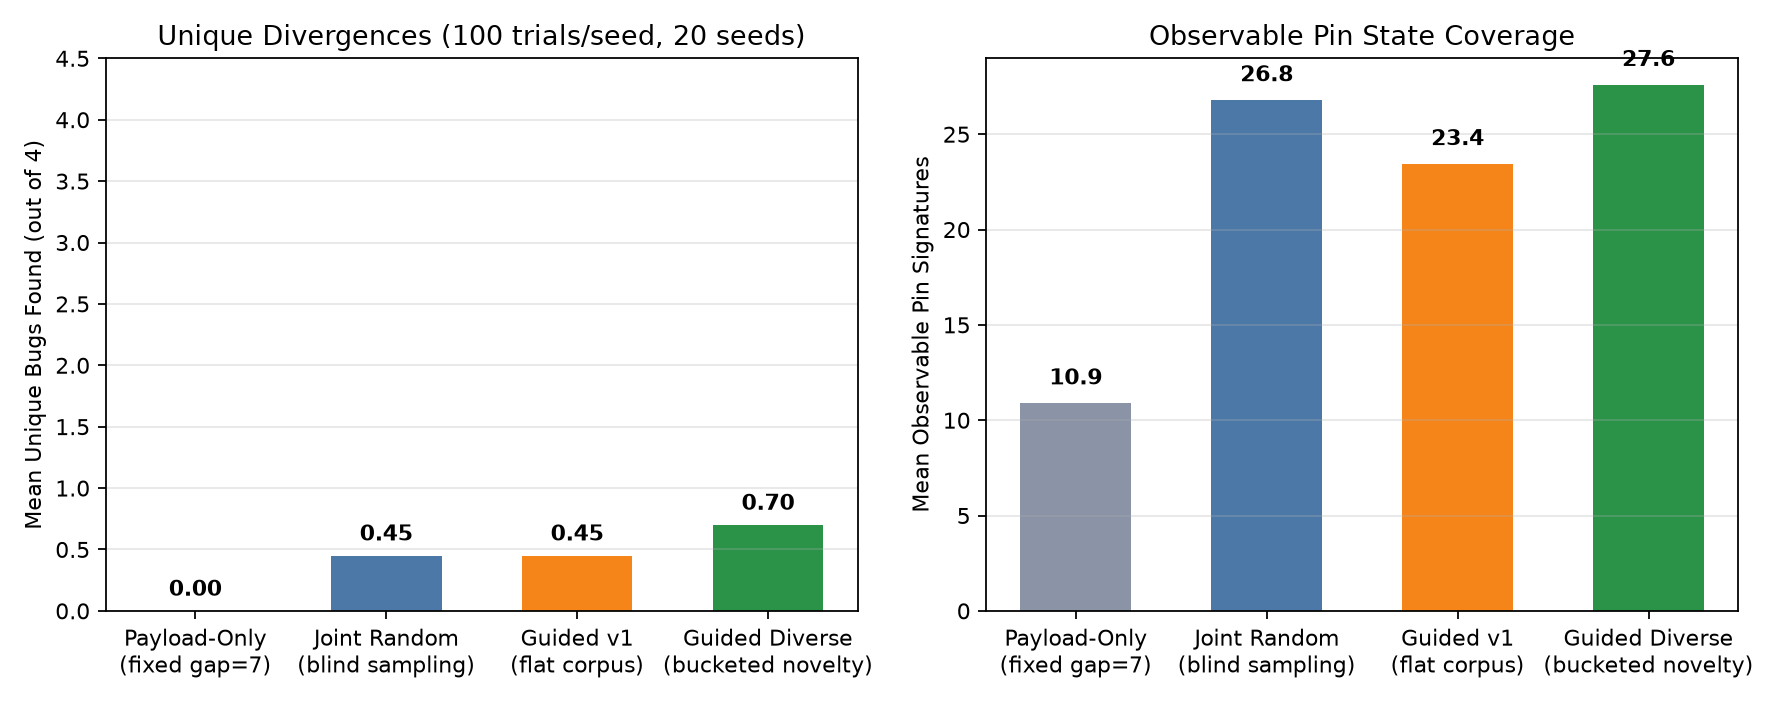 Unique Divergences (100 trials/seed, 20 seeds)
Mean Unique Bugs Found (out of 4)
4.5
4.0
3.5
3.0
2.5
2.0
1.5
1.0
0.5
0.0
0.00
0.45
0.45
0.70
Payload-Only
(fixed gap=7)
Joint Random
(blind sampling)
Guided v1
(flat corpus)
Guided Diverse
(bucketed novelty)
Observable Pin State Coverage
Mean Observable Pin Signatures
25
20
15
10
5
0
10.9
26.8
23.4
27.6
Payload-Only
(fixed gap=7)
Joint Random
(blind sampling)
Guided v1
(flat corpus)
Guided Diverse
(bucketed novelty)